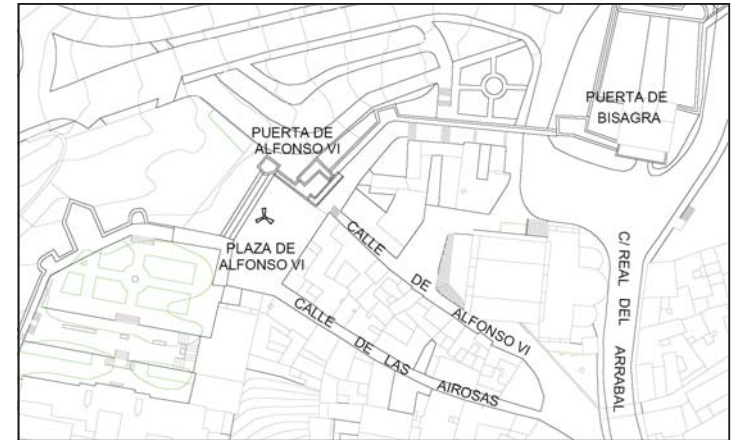 PUERTA DE
BISAGRA
PUERTA DE
ALFONSO VI
PLAZA DE
ALFONSO VI
CALLE DE ALFONSO VI
CALLE DE LAS AIROSAS
C/ REAL DEL ARRABAL